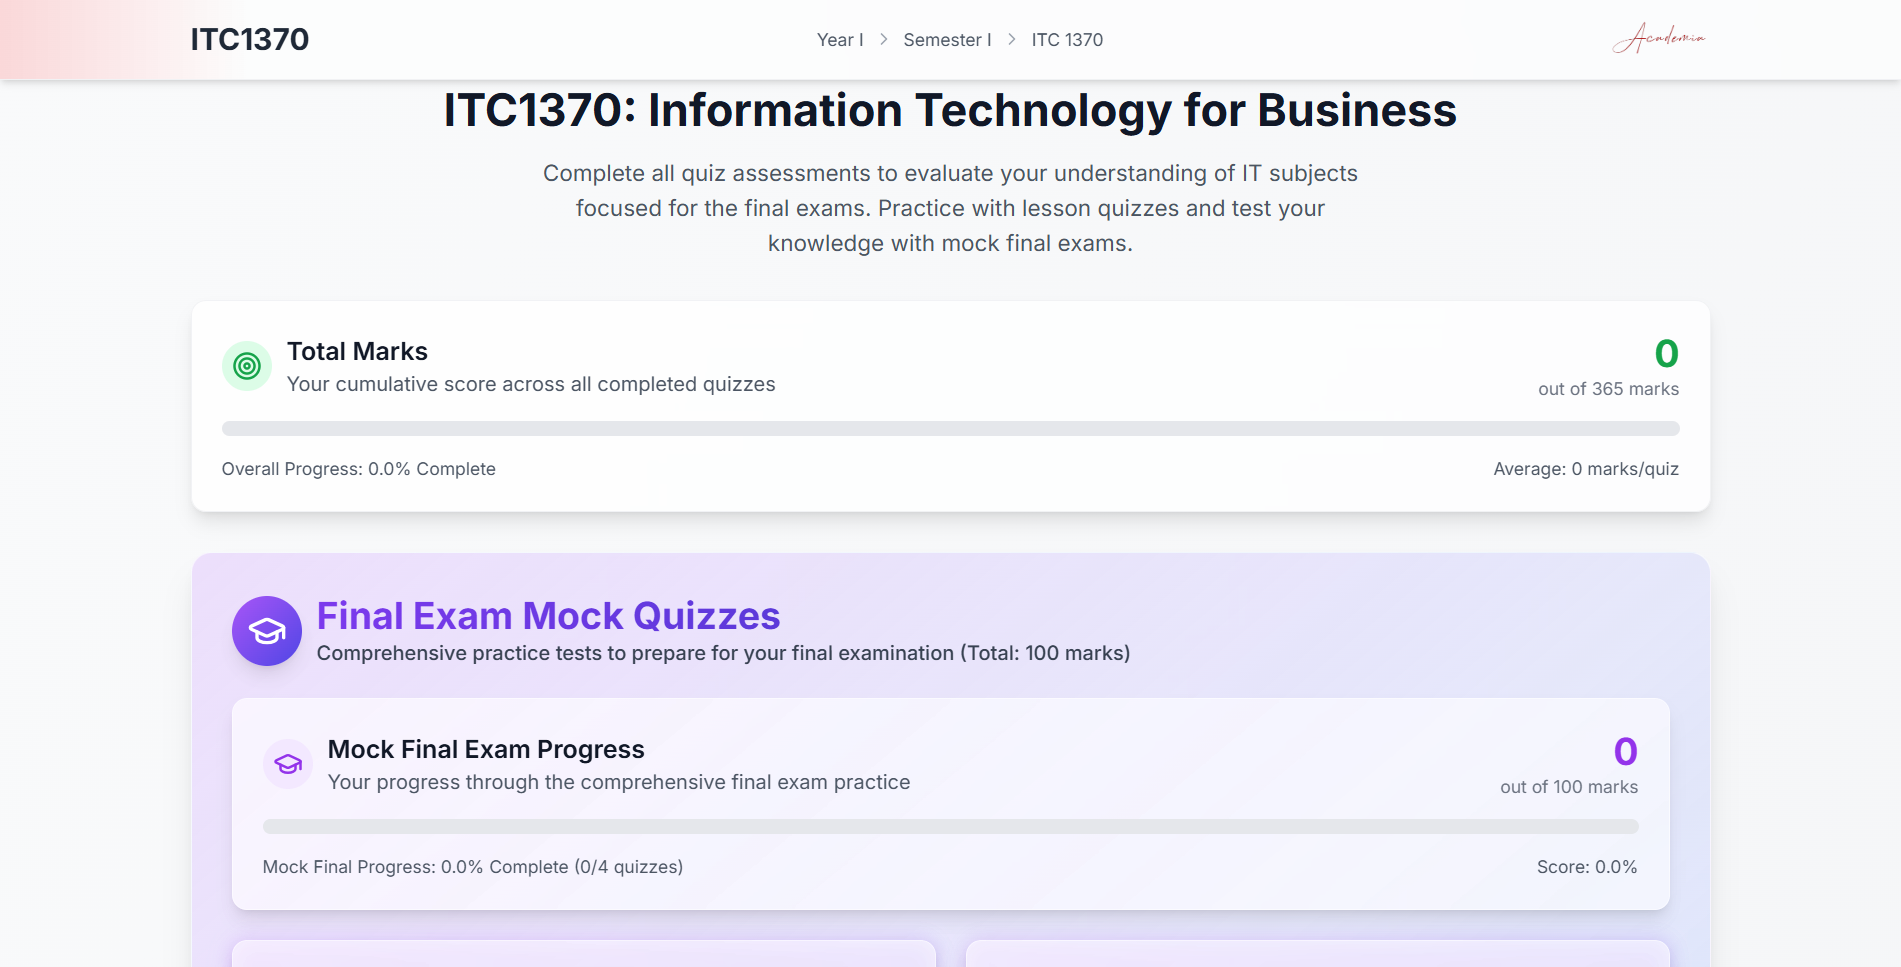 ITC1370
Year I > Semester I > ITC 1370
Academia
ITC1370: Information Technology for Business
Complete all quiz assessments to evaluate your understanding of IT subjects
focused for the final exams. Practice with lesson quizzes and test your
knowledge with mock final exams.
Total Marks
Your cumulative score across all completed quizzes
0
out of 365 marks
Overall Progress: 0.0% Complete
Average: 0 marks/quiz
Final Exam Mock Quizzes
Comprehensive practice tests to prepare for your final examination (Total: 100 marks)
Mock Final Exam Progress
Your progress through the comprehensive final exam practice
0
out of 100 marks
Mock Final Progress: 0.0% Complete (0/4 quizzes)
Score: 0.0%